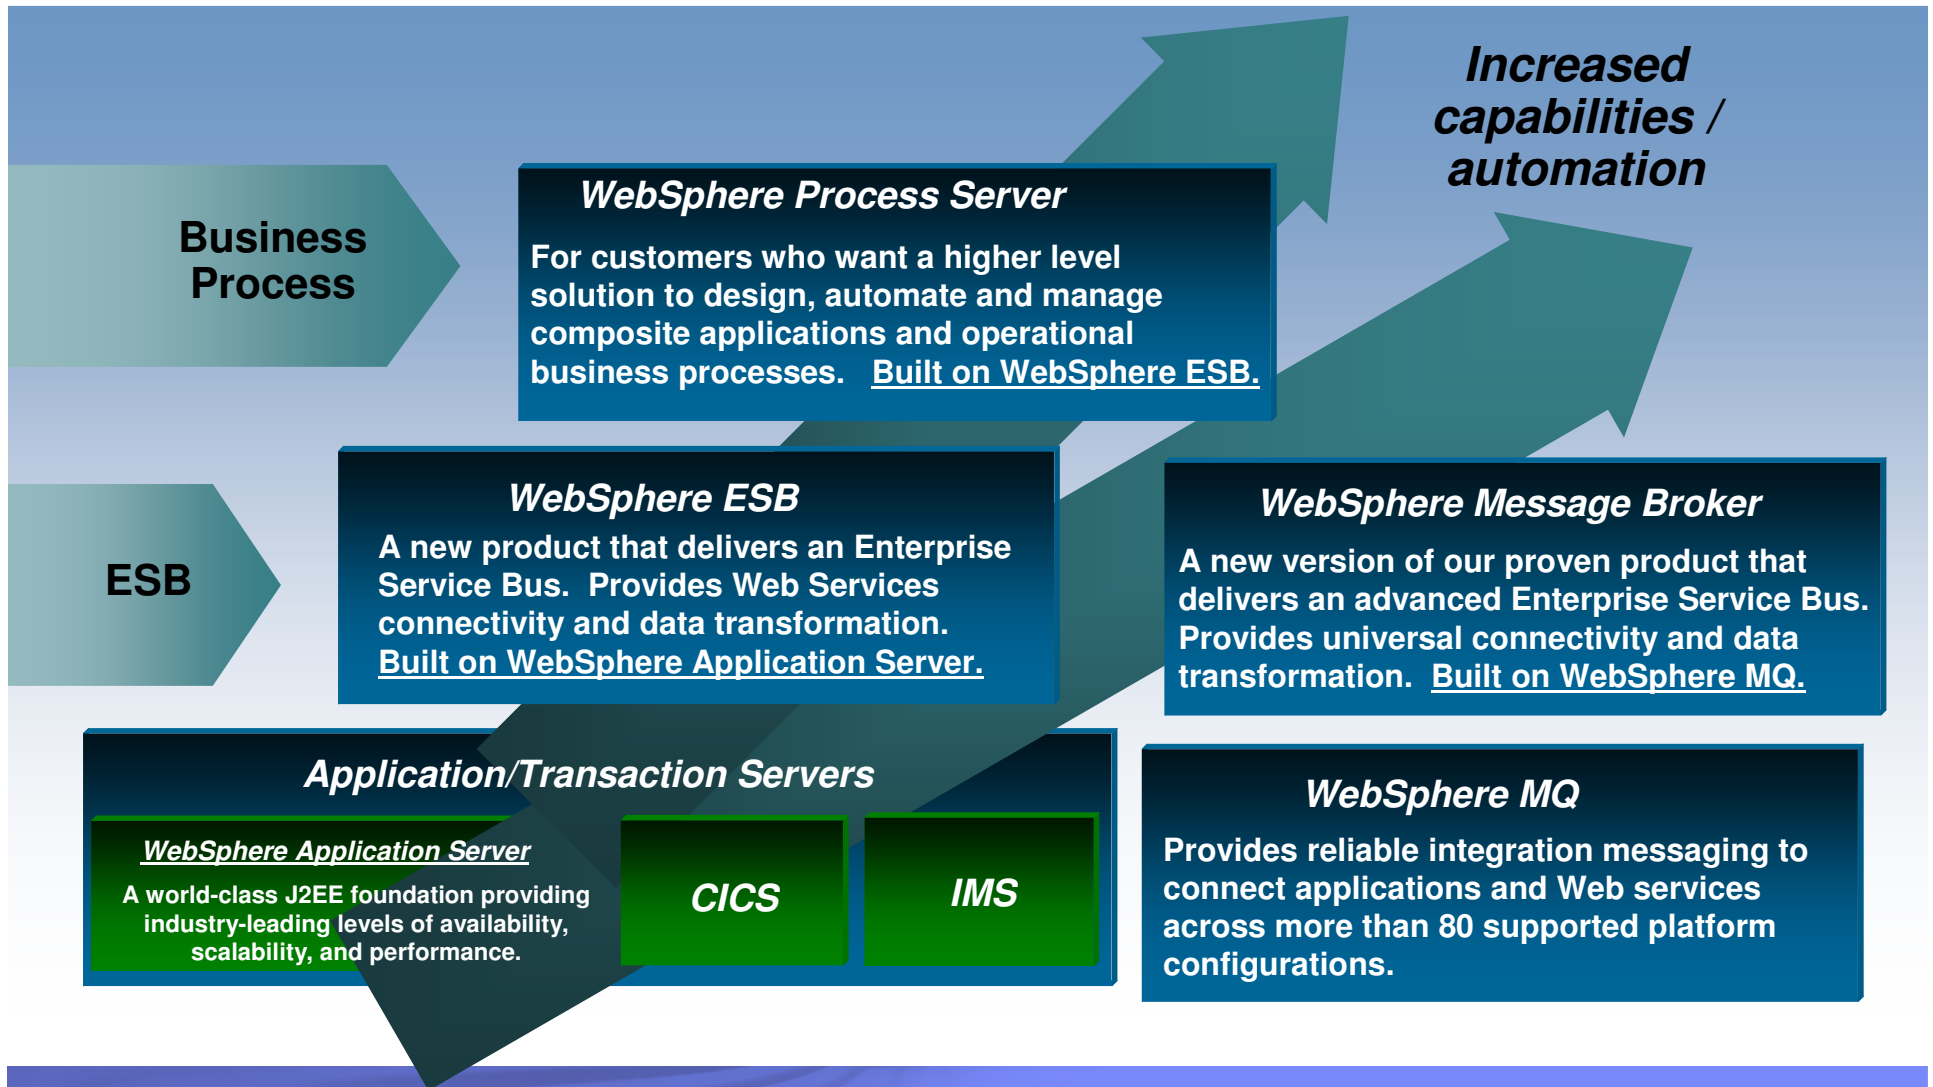 Increased
capabilities /
automation
Business
Process
WebSphere Process Server
For customers who want a higher level
solution to design, automate and manage
composite applications and operational
business processes. Built on WebSphere ESB.
ESB
WebSphere ESB
A new product that delivers an Enterprise
Service Bus. Provides Web Services
connectivity and data transformation.
Built on WebSphere Application Server.
WebSphere Message Broker
A new version of our proven product that
delivers an advanced Enterprise Service Bus.
Provides universal connectivity and data
transformation. Built on WebSphere MQ.
Application/Transaction Servers
WebSphere Application Server
A world-class J2EE foundation providing
industry-leading levels of availability,
scalability, and performance.
CICS
IMS
WebSphere MQ
Provides reliable integration messaging to
connect applications and Web services
across more than 80 supported platform
configurations.